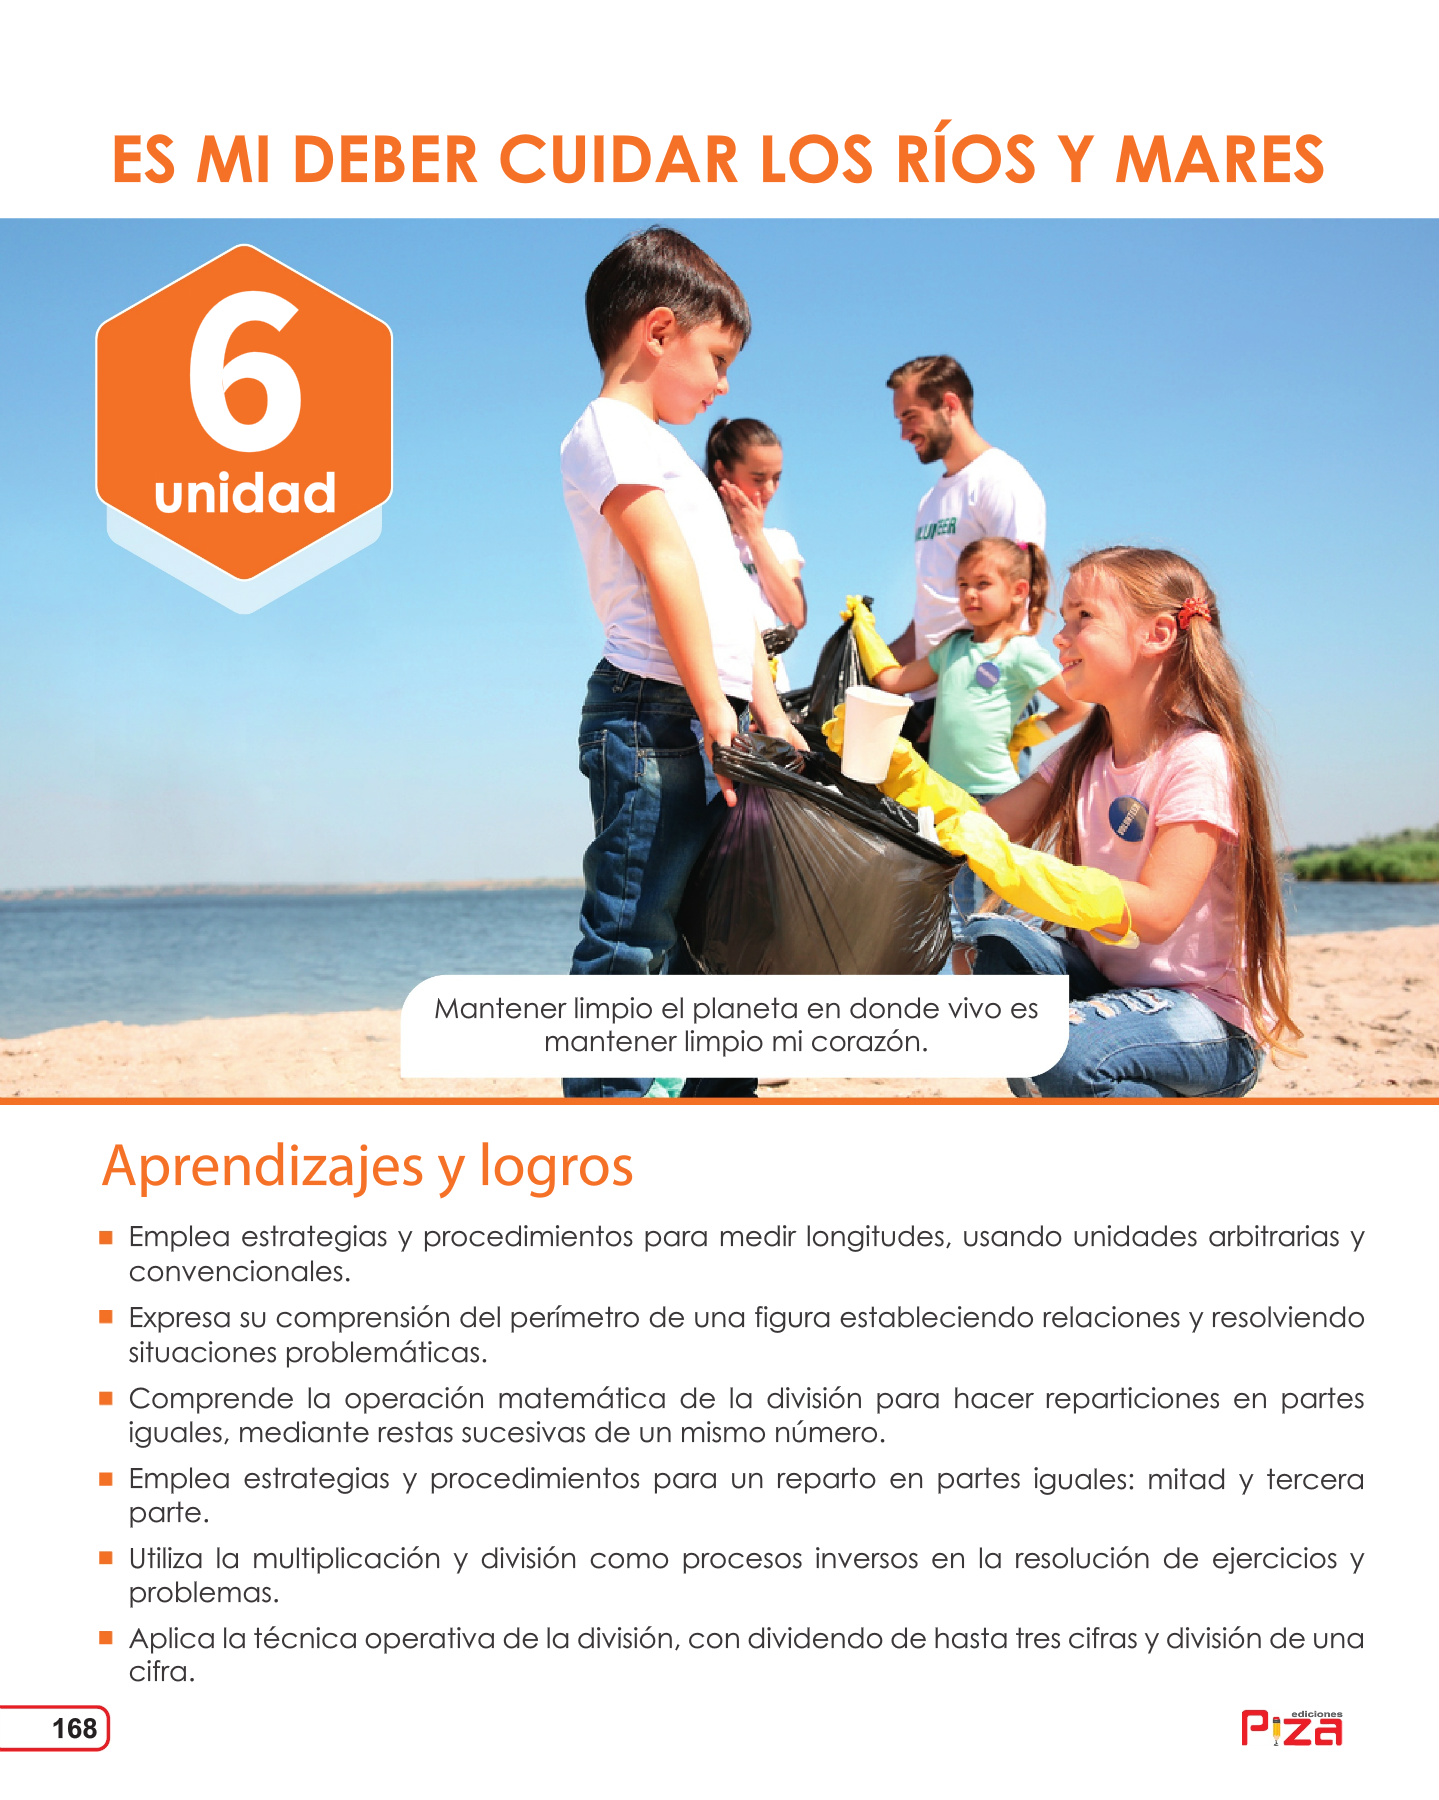 ES MI DEBER CUIDAR LOS RÍOS Y MARES
6
unidad
LUNTEER
VOLUNTEER
Mantener limpio el planeta en donde vivo es
mantener limpio mi corazón.
Aprendizajes y logros
Emplea estrategias y procedimientos para medir longitudes, usando unidades arbitrarias y
convencionales.
Expresa su comprensión del perímetro de una figura estableciendo relaciones y resolviendo
situaciones problemáticas.
Comprende la operación matemática de la división para hacer reparticiones en partes
iguales, mediante restas sucesivas de un mismo número.
Emplea estrategias y procedimientos para un reparto en partes iguales: mitad y tercera
parte.
Utiliza la multiplicación y división como procesos inversos en la resolución de ejercicios y
problemas.
Aplica la técnica operativa de la división, con dividendo de hasta tres cifras y división de una
cifra.
168
ediciones
Piza